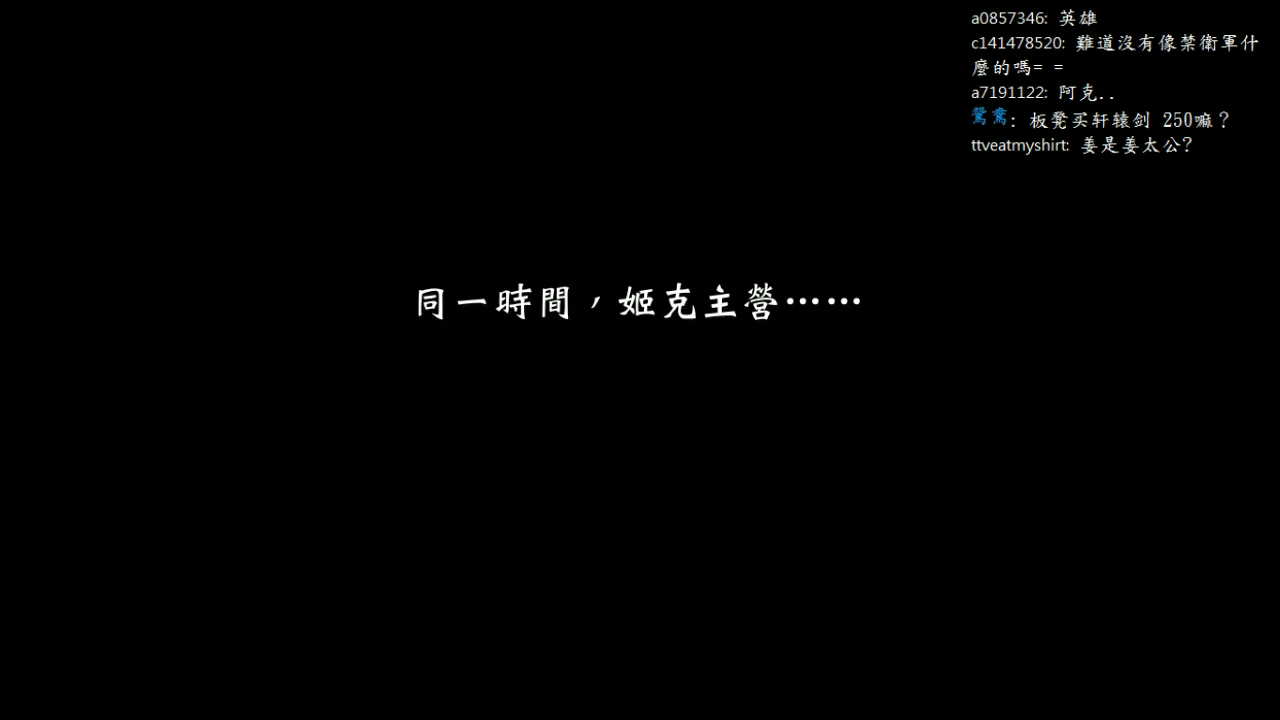 a0857346: 英雄
c141478520: 難道沒有像禁衛軍什
麼的嗎= =
a7191122: 阿克..
鴛鴦: 板凳买轩辕剑 250嘛？
ttveatmyshirt: 姜是姜太公?
同一時間，姬克主營……